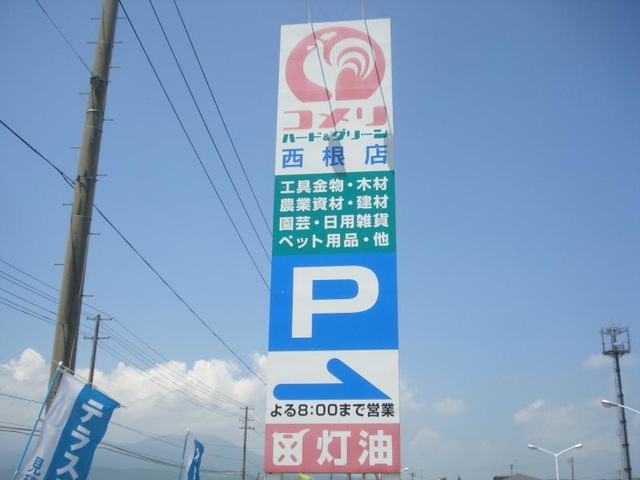 コメリ
ハード&グリーン
西根店
工具金物・木材
農業資材・建材
園芸・日用雑貨
ペット用品・他
P
よる8:00まで営業
灯油
テラス